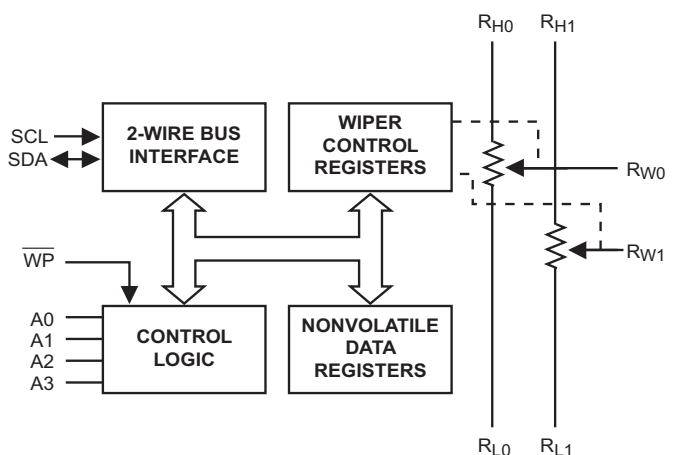 RH0 RH1
SCL
SDA
2-WIRE BUS
INTERFACE
WIPER
CONTROL
REGISTERS
RW0
RW1
WP
A0
A1
A2
A3
CONTROL
LOGIC
NONVOLATILE
DATA
REGISTERS
RL0 RL1